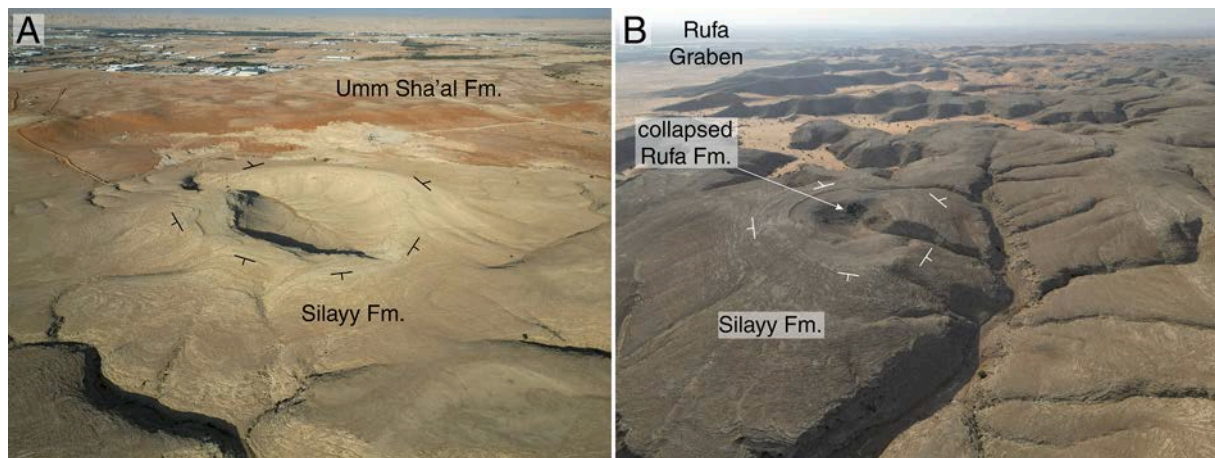 A
Umm Sha'al Fm.
Silayy Fm.
B
Rufa
Graben
collapsed
Rufa Fm.
Silayy Fm.